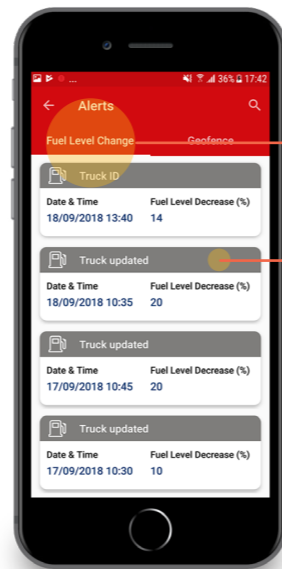 ... 36% 17:42
Alerts
Fuel Level Change Geofence
Truck ID
Date & Time Fuel Level Decrease (%)
18/09/2018 13:40 14
Truck updated
Date & Time Fuel Level Decrease (%)
18/09/2018 10:35 20
Truck updated
Date & Time Fuel Level Decrease (%)
17/09/2018 10:45 20
Truck updated
Date & Time Fuel Level Decrease (%)
17/09/2018 10:30 10